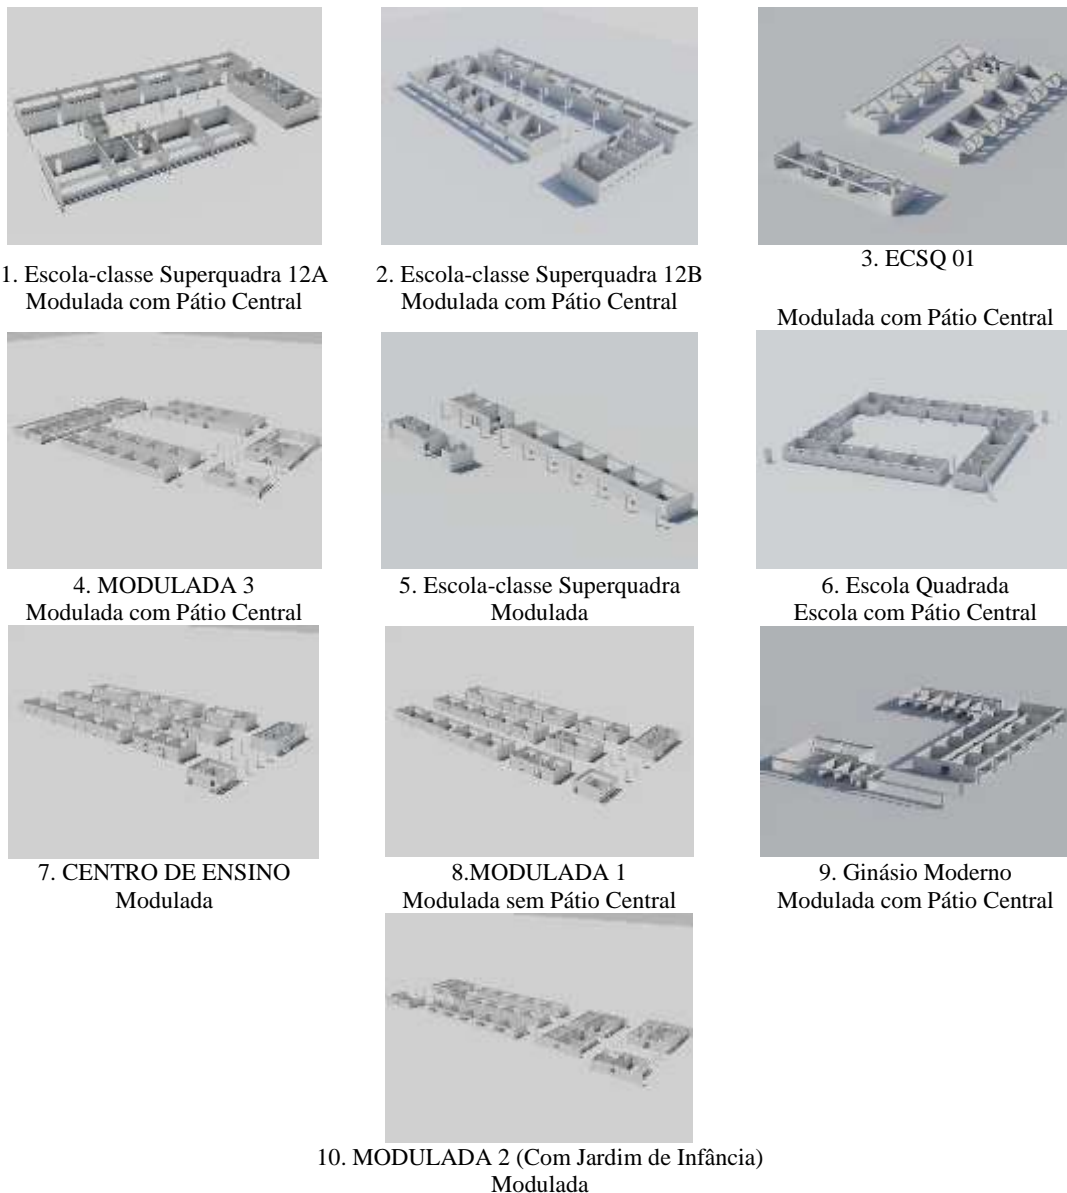 1. Escola-classe Superquadra 12A
Modulada com Pátio Central
2. Escola-classe Superquadra 12B
Modulada com Pátio Central
3. ECSQ 01
Modulada com Pátio Central
4. MODULADA 3
Modulada com Pátio Central
5. Escola-classe Superquadra
Modulada
6. Escola Quadrada
Escola com Pátio Central
7. CENTRO DE ENSINO
Modulada
8.MODULADA 1
Modulada sem Pátio Central
9. Ginásio Moderno
Modulada com Pátio Central
10. MODULADA 2 (Com Jardim de Infância)
Modulada